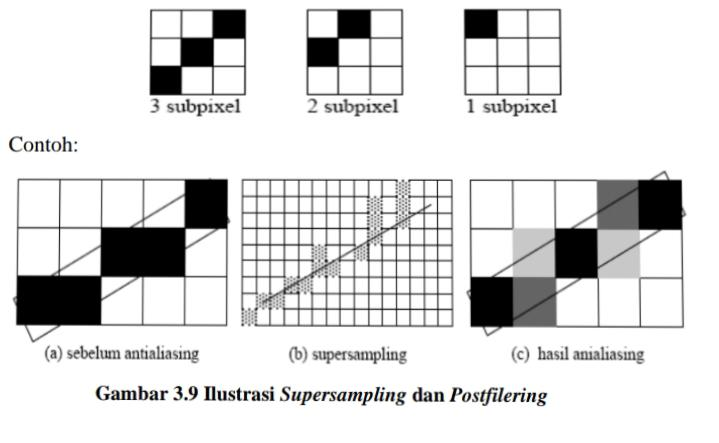 3 subpixel 2 subpixel 1 subpixel
Contoh:
(a) sebelum antialiasing (b) supersampling (c) hasil anialiasing
Gambar 3.9 Ilustrasi Supersampling dan Postfilering